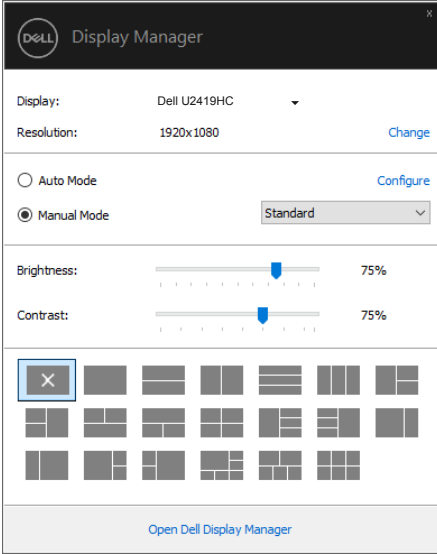 x
DELL Display Manager
Display: Dell U2419HC
Resolution: 1920x1080 Change
Auto Mode Configure
Manual Mode Standard
Brightness: 75%
Contrast: 75%
Open Dell Display Manager